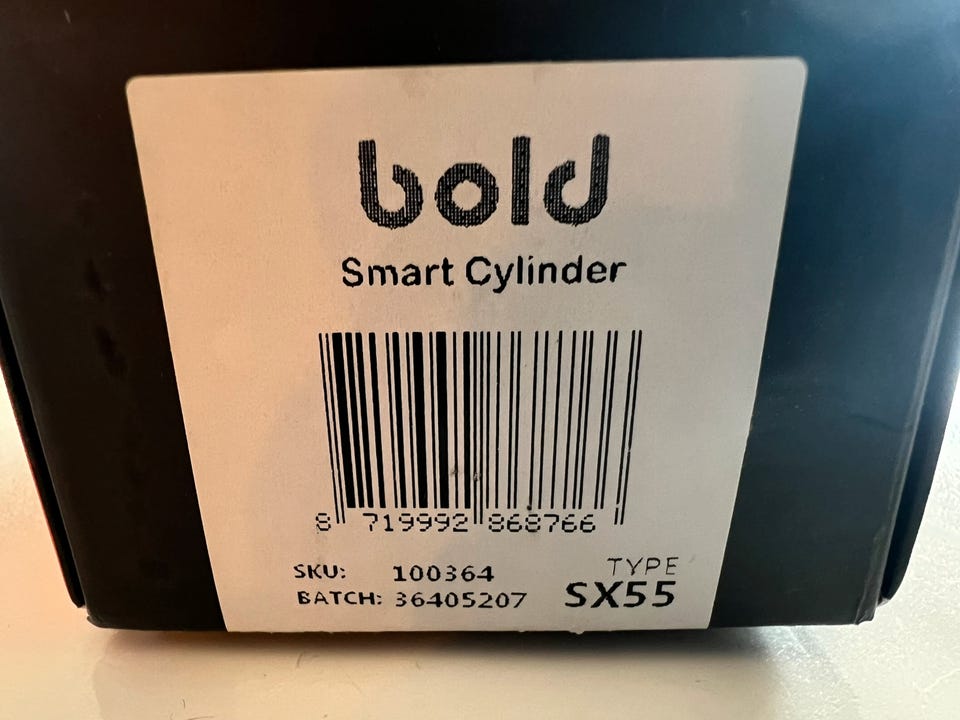 bold
Smart Cylinder
8 719992 868766
SKU: 100364
BATCH: 36405207
TYPE
SX55